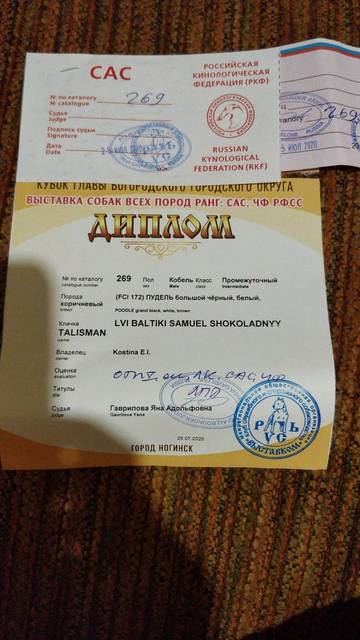 CAC
РОССИЙСКАЯ
КИНОЛОГИЧЕСКАЯ
ФЕДЕРАЦИЯ (РКФ)
№ по каталогу
№ catalogue
269
Судья
Judge
Подпись судьи
Signature
Дата
Date
RUSSIAN
KYNOLOGICAL
FEDERATION (RKF)
269
ИЮЛ 2020
КУБОК ГЛАВЫ БОГОРОДСКОГО ГОРОДСКОГО ОКРУГА
ВЫСТАВКА СОБАК ВСЕХ ПОРОД РАНГ: САС, ЧФ РФСС
ДИПЛОМ
№ по каталогу 269 Пол Кобель Класс Промежуточный
catalogue number sex Male class Intermediate
Порода (FCI 172) ПУДЕЛЬ большой чёрный, белый,
коричневый
breed POODLE grand black, white, brown
Кличка LVI BALTIKI SAMUEL SHOKOLADNYY
TALISMAN
name
Владелец Kostina E.I.
owner
Оценка
evaluation
Титулы
title
Судья Гаврилова Яна Адольфовна
Gavrilova Yana
25.07.2020
ГОРОД НОГИНСК